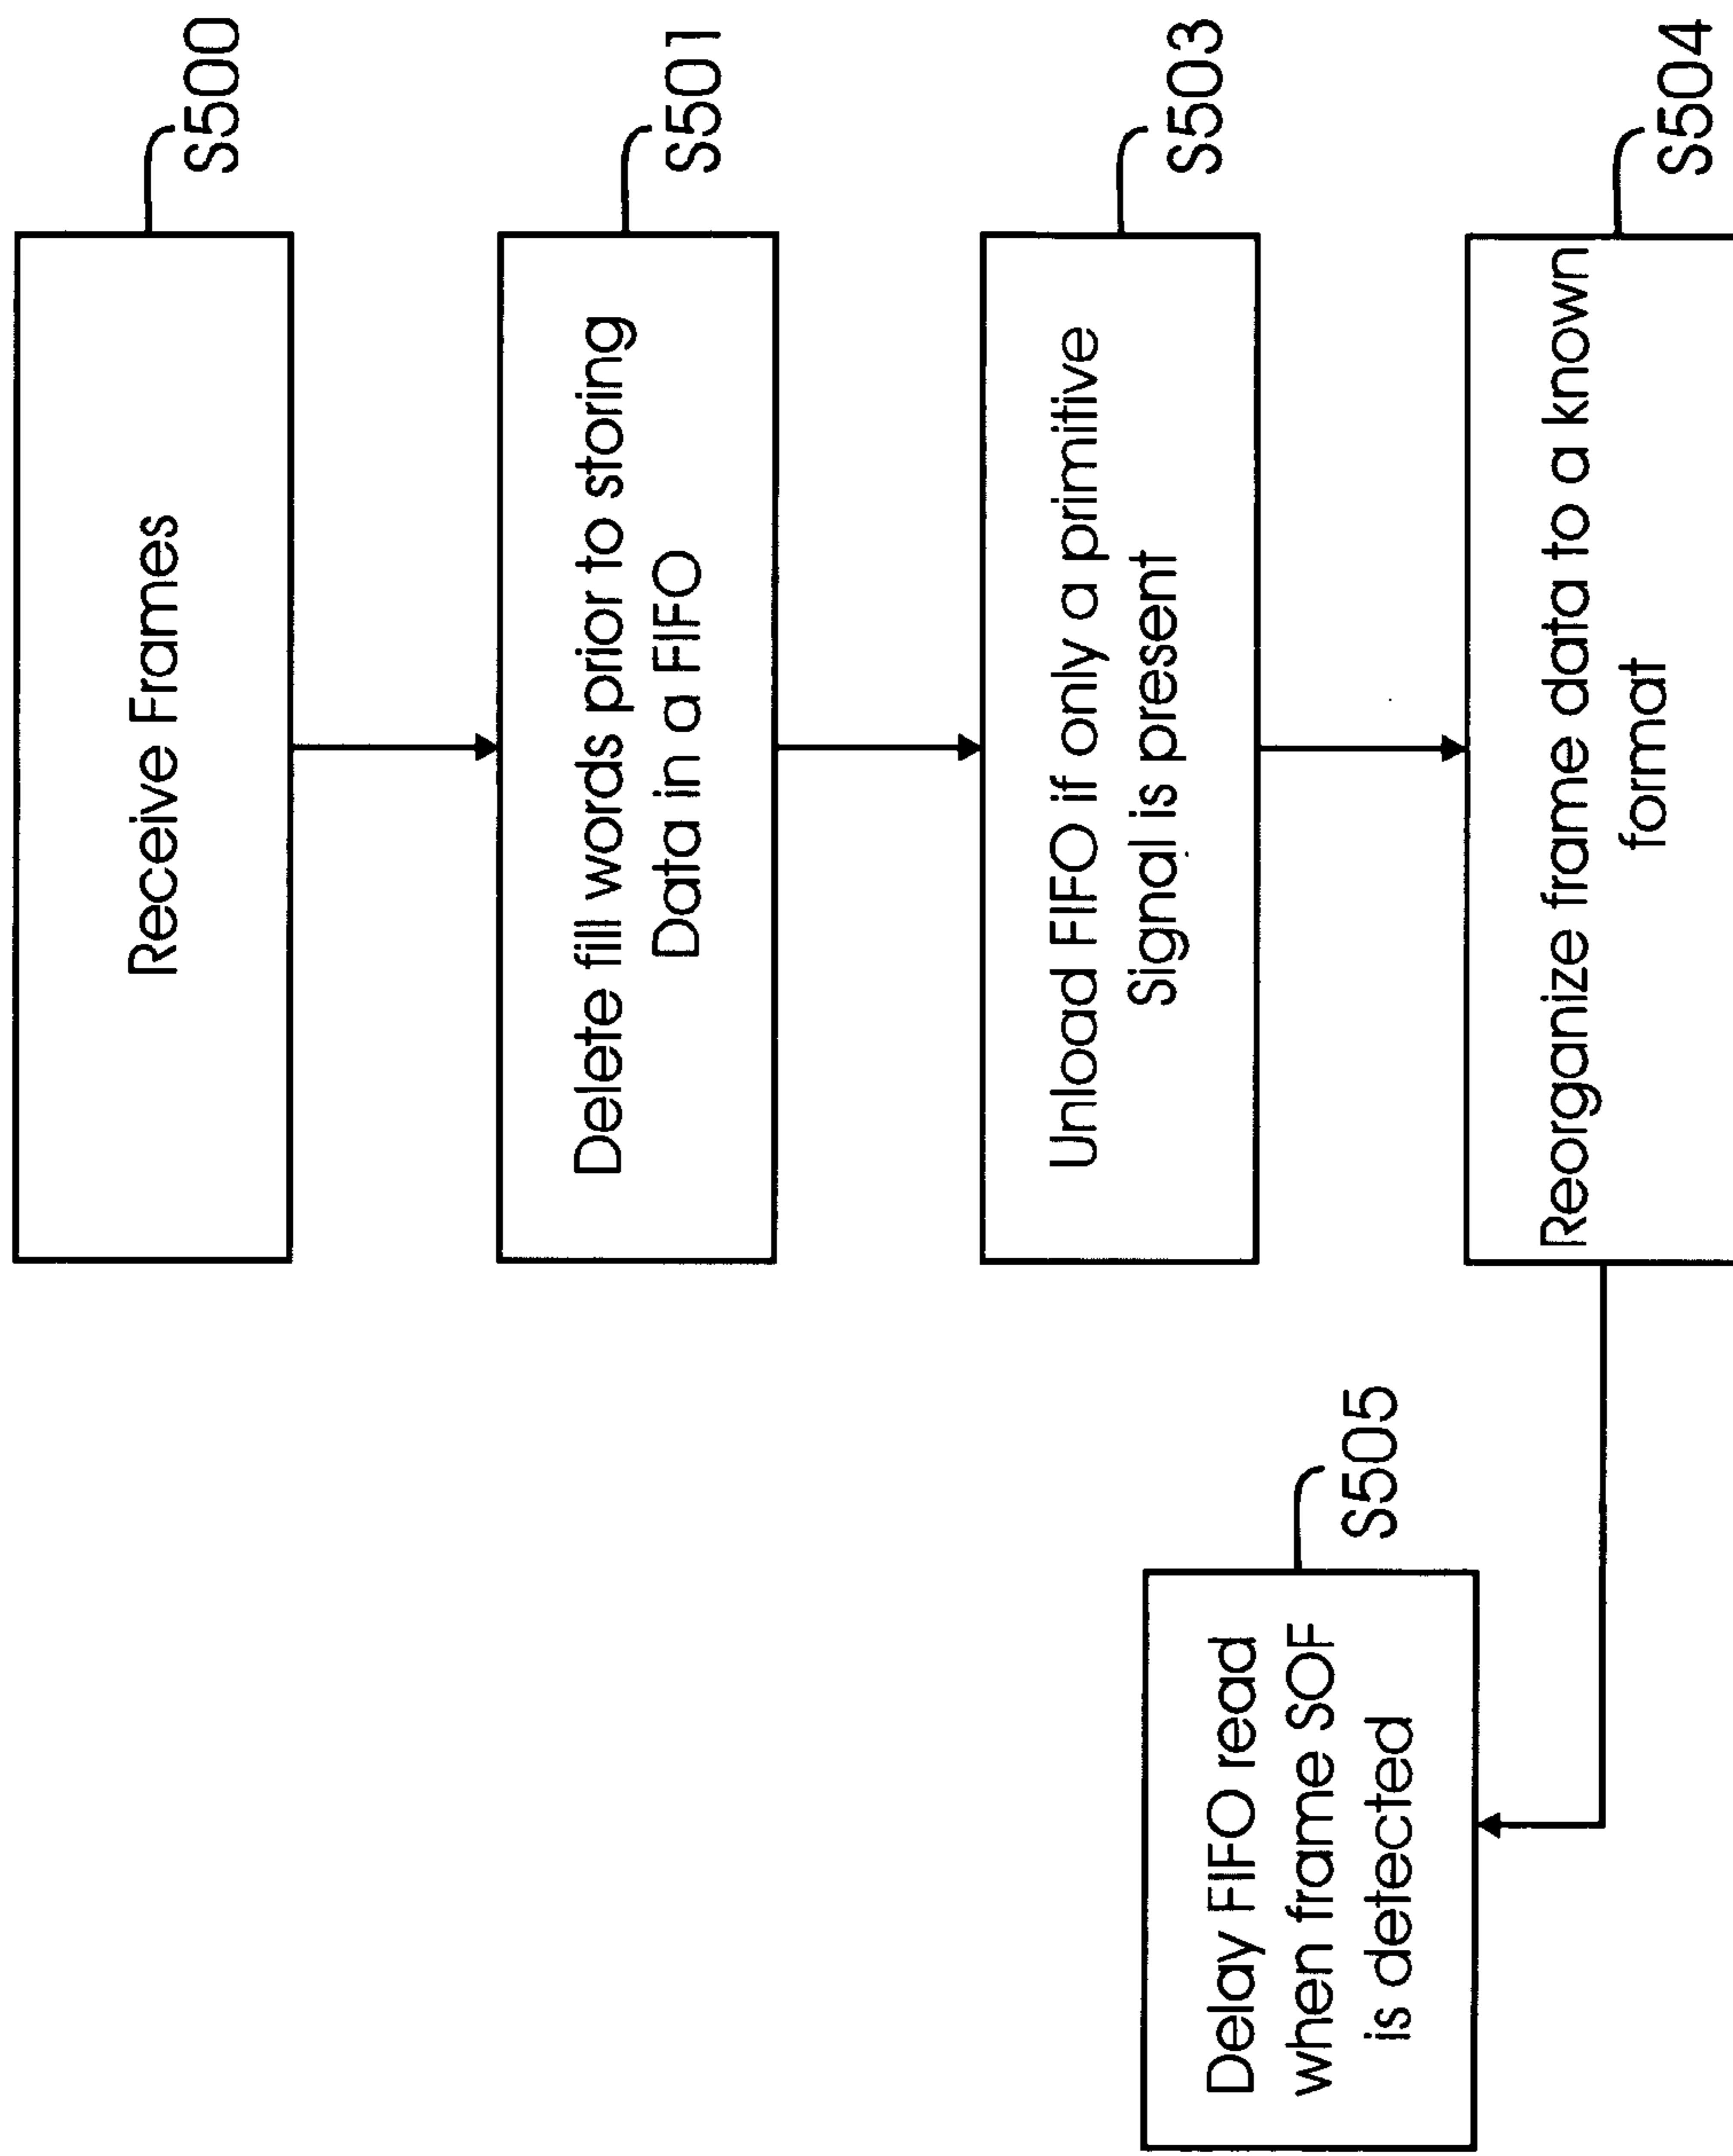 Receive Frames
S500
Delete fill words prior to storing
Data in a FIFO
S501
Unload FIFO if only a primitive
Signal is present
S503
Reorganize frame data to a known
format
S504
Delay FIFO read
when frame SOF
is detected
S505